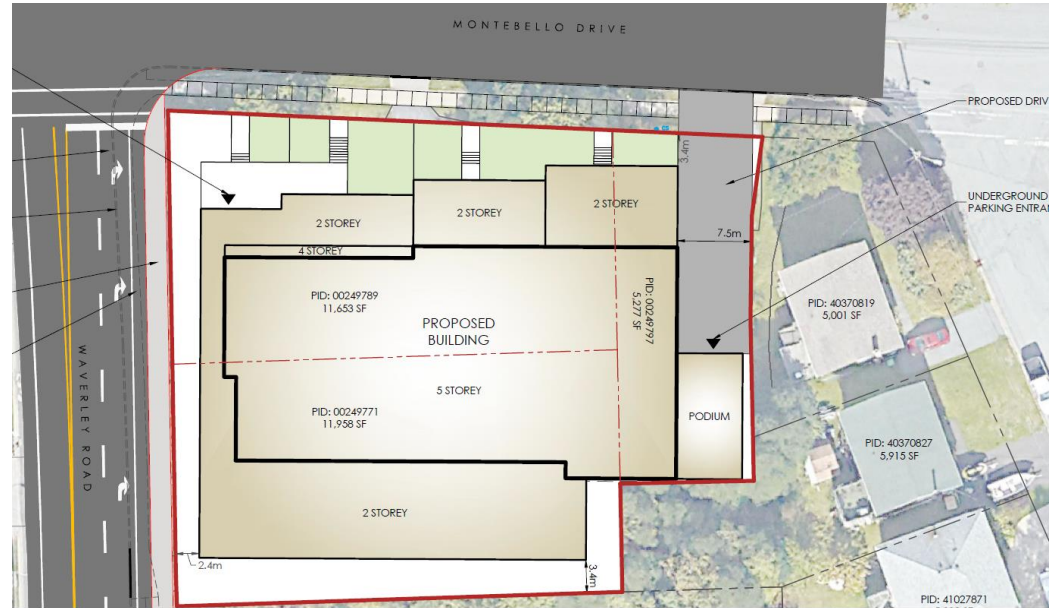 MONTEBELLO DRIVE
PROPOSED DRIV
3.4m
UNDERGROUND
PARKING ENTRAN
2 STOREY
2 STOREY
2 STOREY
7.5m
4 STOREY
PID: 00249789
11,653 SF
PID: 00249797
5,277 SF
PID: 40370819
5,001 SF
PROPOSED
BUILDING
WAVERLEY ROAD
5 STOREY
PID: 00249771
11,958 SF
PODIUM
PID: 40370827
5,915 SF
2 STOREY
2.4m
3.4m
PID: 41027871